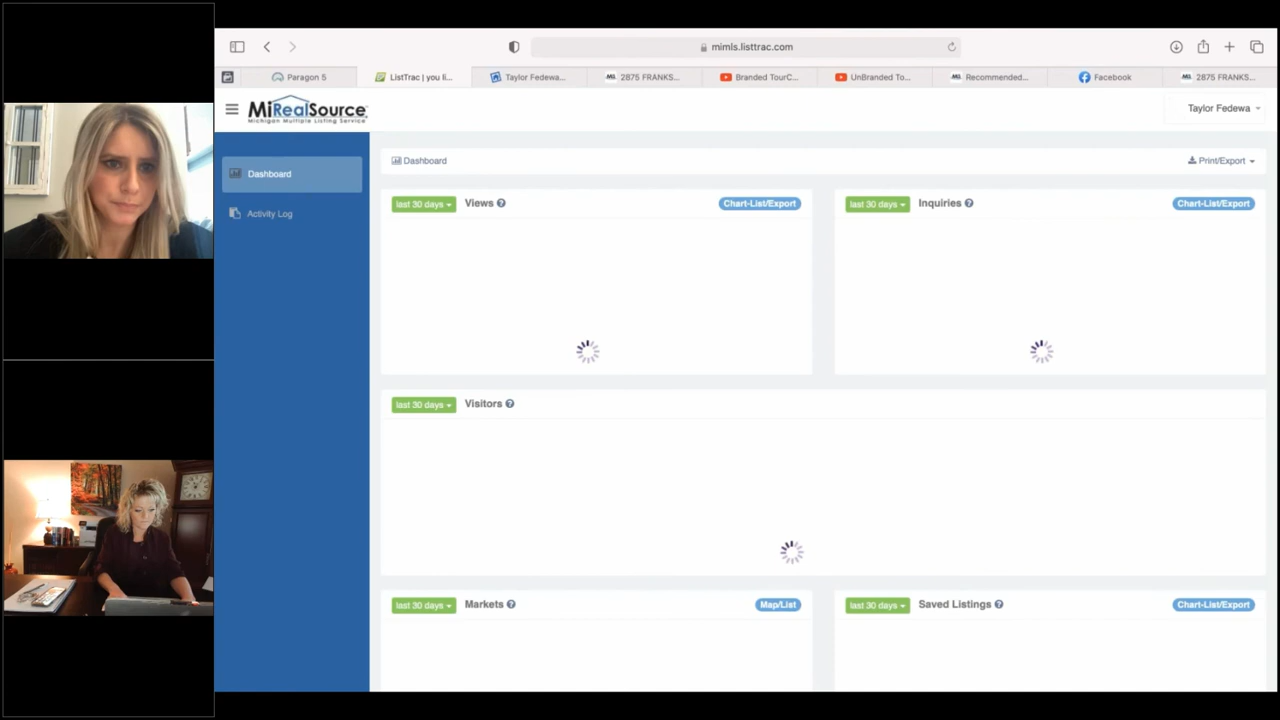 mimls.listtrac.com
Paragon 5
ListTrac | you li...
Taylor Fedewa...
2875 FRANKS...
Branded TourC...
UnBranded To...
Recommended...
Facebook
2875 FRANKS...
MiRealSource
Michigan Multiple Listing Service
Taylor Fedewa
Dashboard
Activity Log
Dashboard
Print/Export
last 30 days Views Chart-List/Export
last 30 days Inquiries Chart-List/Export
last 30 days Visitors
last 30 days Markets Map/List
last 30 days Saved Listings Chart-List/Export